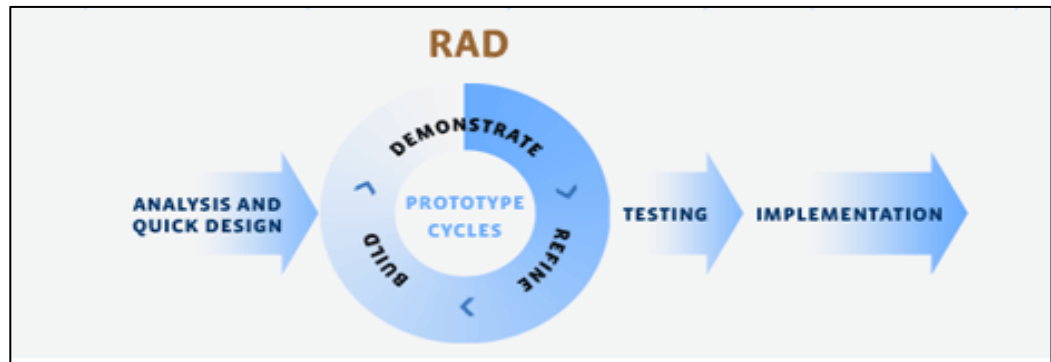 RAD
ANALYSIS AND
QUICK DESIGN
DEMONSTRATE
PROTOTYPE
CYCLES
REFINE
BUILD
TESTING
IMPLEMENTATION